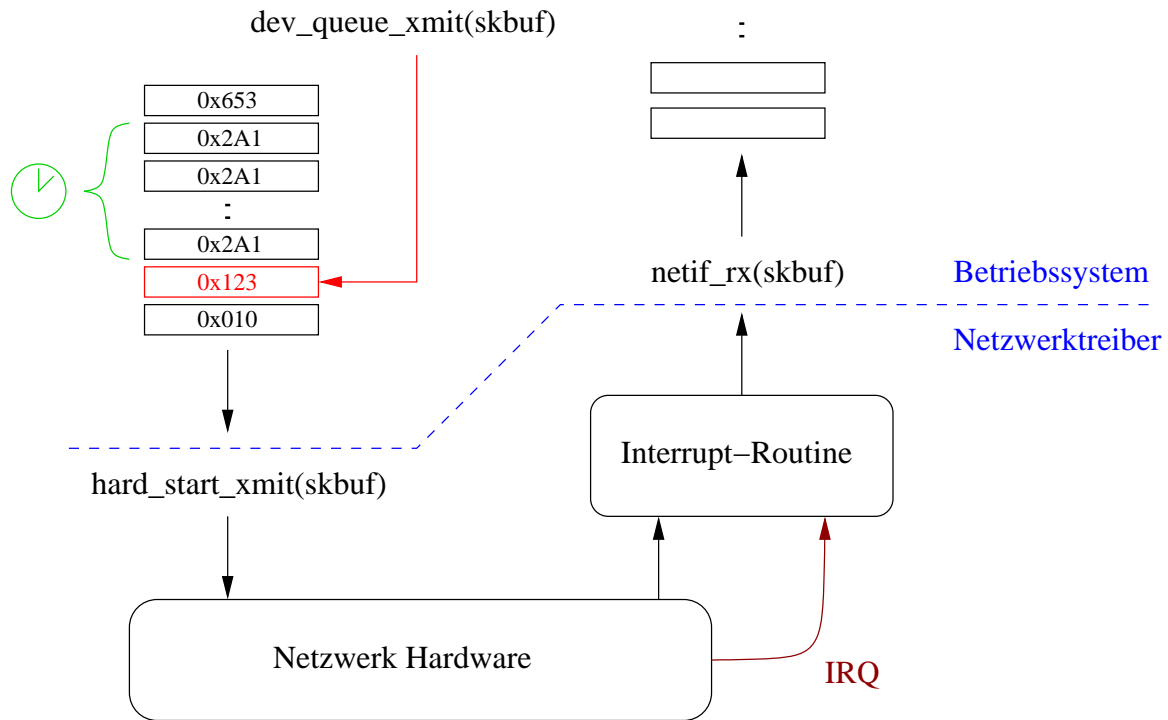 dev_queue_xmit(skbuf)
0x653
0x2A1
0x2A1
0x2A1
0x123
0x010
hard_start_xmit(skbuf)
Netzwerk Hardware
netif_rx(skbuf)
Betriebssystem
Netzwerktreiber
Interrupt−Routine
IRQ